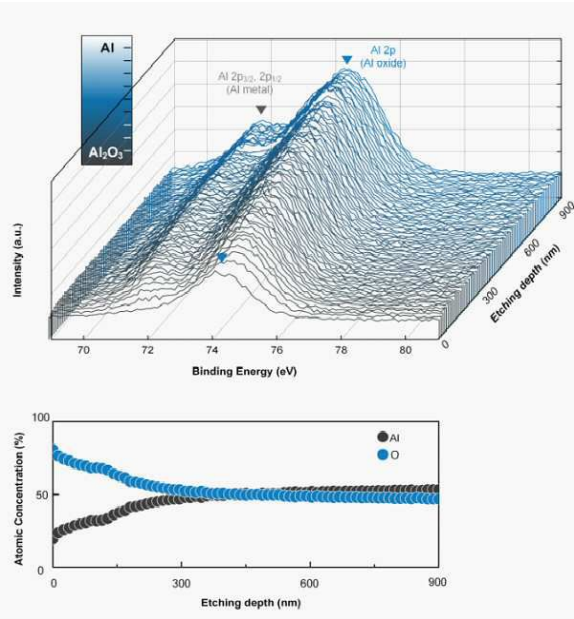 Al
Al₂O₃
Al 2p
(Al oxide)
Al 2p₃/₂, 2p₁/₂
(Al metal)
Intensity (a.u.)
70
72
74
76
78
80
Binding Energy (eV)
0
300
600
900
Etching depth (nm)
100
50
0
Atomic Concentration (%)
Al
O
0
300
600
900
Etching depth (nm)